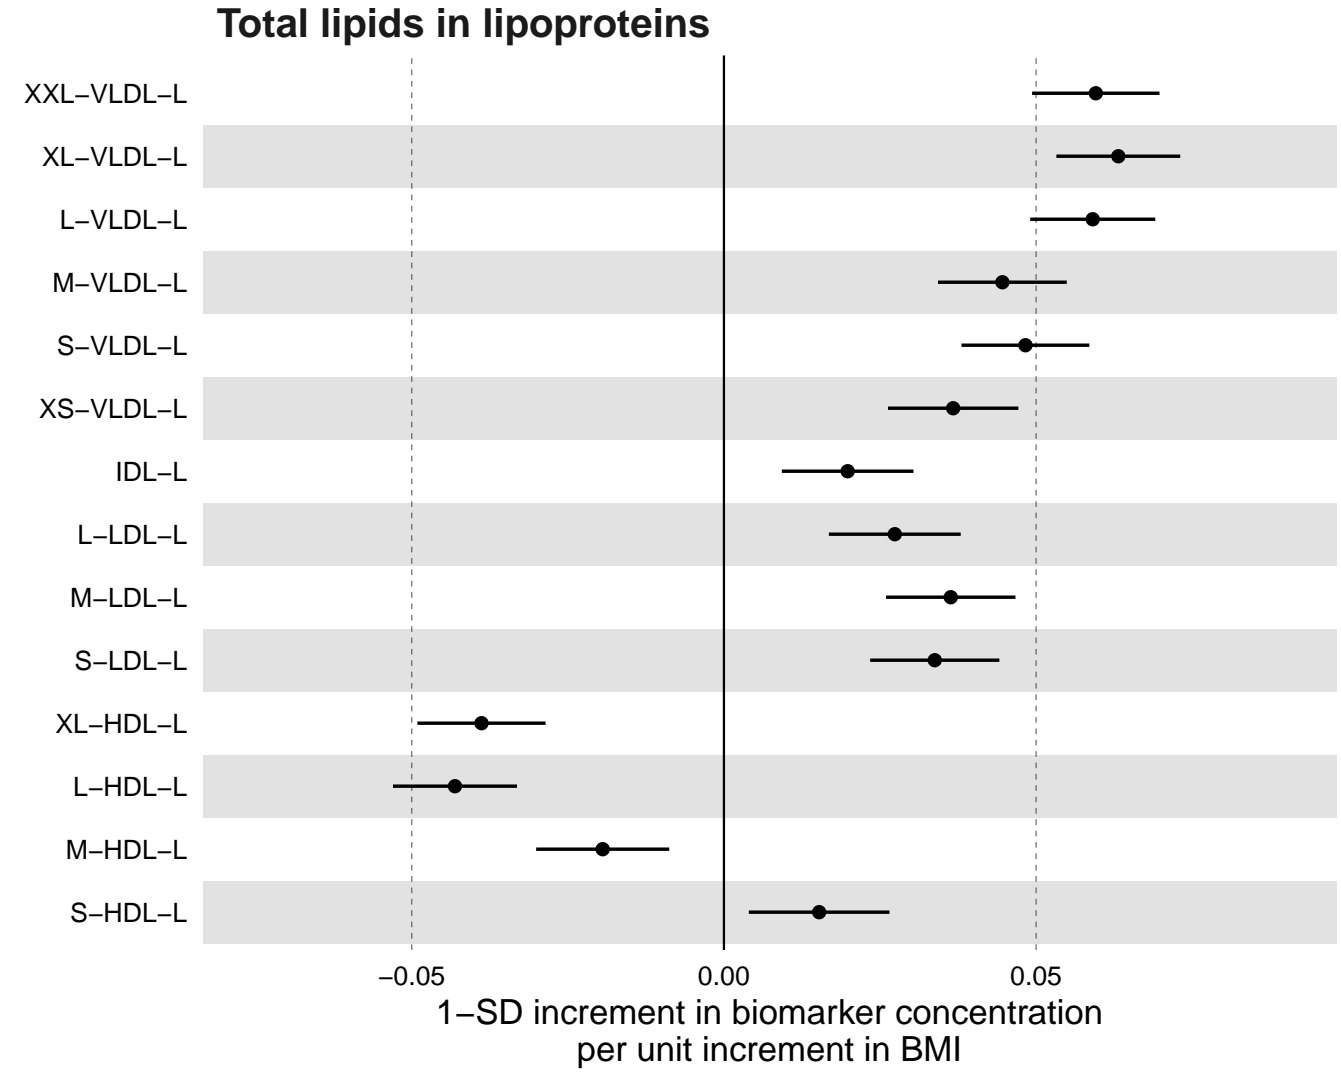 Total lipids in lipoproteins
XXL−VLDL−L
XL−VLDL−L
L−VLDL−L
M−VLDL−L
S−VLDL−L
XS−VLDL−L
IDL−L
L−LDL−L
M−LDL−L
S−LDL−L
XL−HDL−L
L−HDL−L
M−HDL−L
S−HDL−L
−0.05 0.00 0.05
1−SD increment in biomarker concentration
per unit increment in BMI